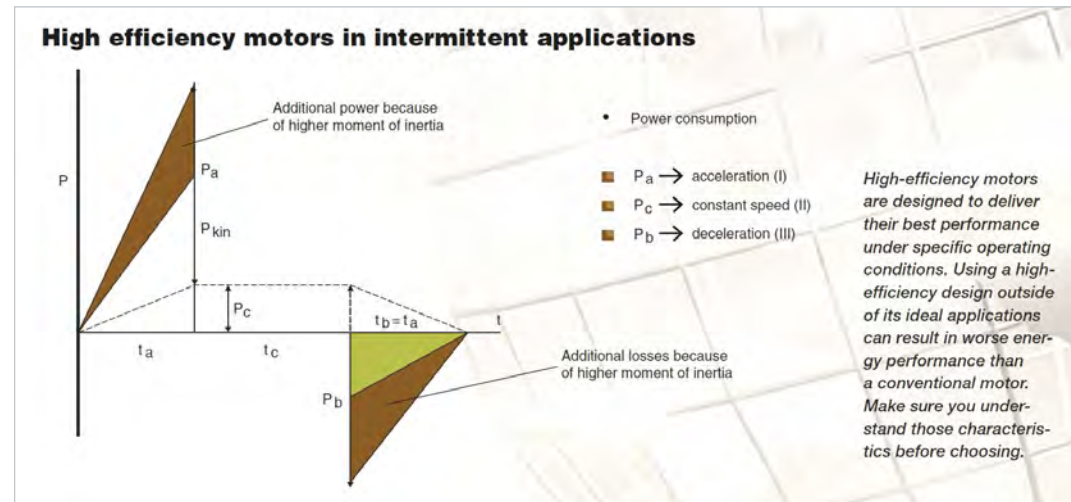 High efficiency motors in intermittent applications
Additional power because
of higher moment of inertia
P
Pa
Pkin
Pc
ta
tc
tb=ta
t
Pb
Additional losses because
of higher moment of inertia
• Power consumption
Pa → acceleration (I)
Pc → constant speed (II)
Pb → deceleration (III)
High-efficiency motors
are designed to deliver
their best performance
under specific operating
conditions. Using a high-
efficiency design outside
of its ideal applications
can result in worse ener-
gy performance than
a conventional motor.
Make sure you under-
stand those characteris-
tics before choosing.